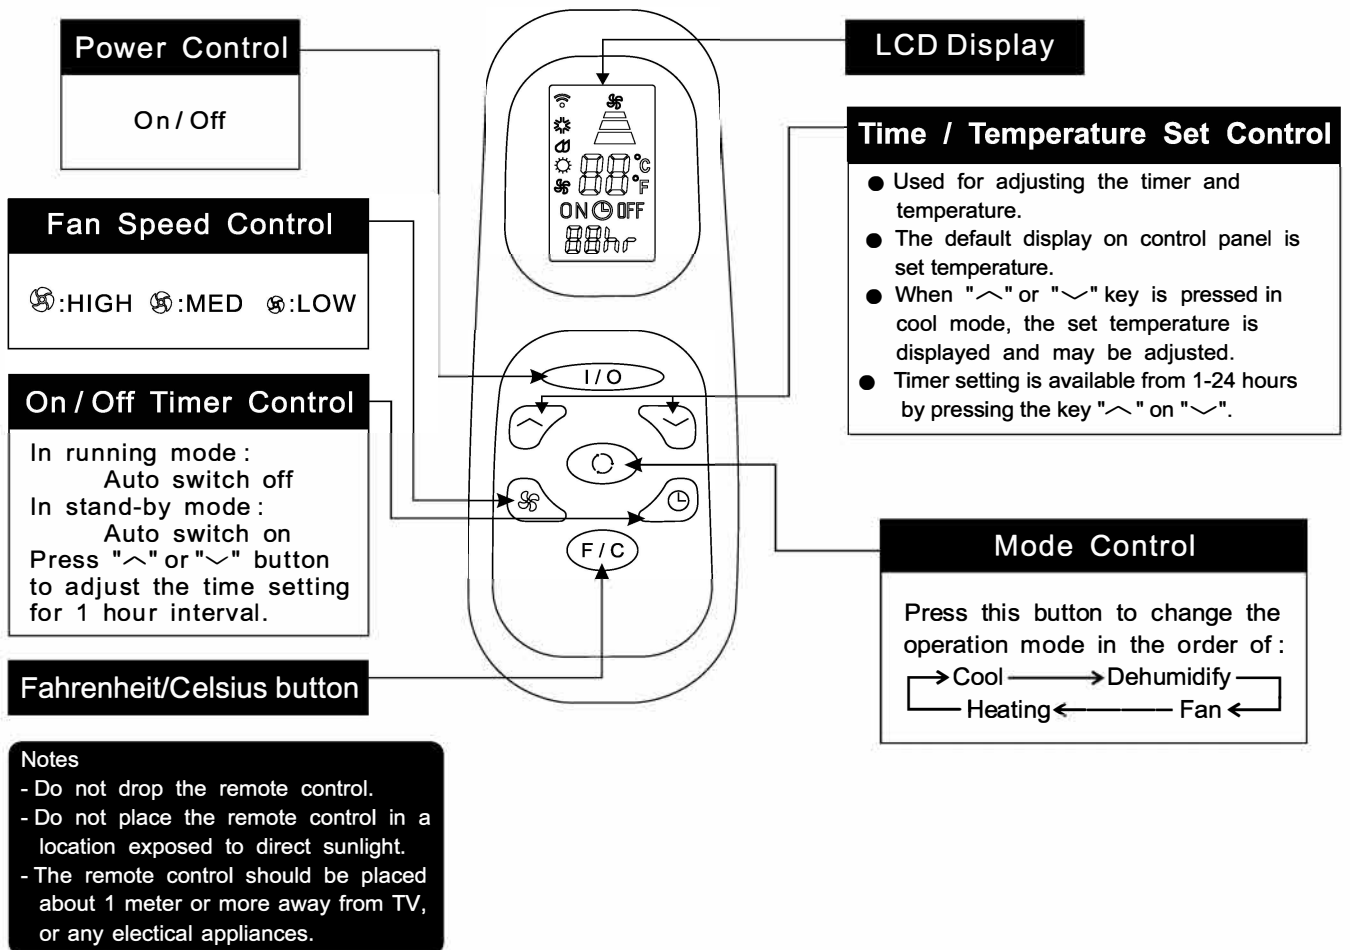 Power Control
On / Off
Fan Speed Control
:HIGH :MED :LOW
On / Off Timer Control
In running mode :
Auto switch off
In stand-by mode :
Auto switch on
Press "︿" or "﹀" button
to adjust the time setting
for 1 hour interval.
Fahrenheit/Celsius button
Notes
- Do not drop the remote control.
- Do not place the remote control in a
location exposed to direct sunlight.
- The remote control should be placed
about 1 meter or more away from TV,
or any electical appliances.
88 °C
°F
ON OFF
88hr
I / O
F / C
LCD Display
Time / Temperature Set Control
● Used for adjusting the timer and
temperature.
● The default display on control panel is
set temperature.
● When "︿" or "﹀" key is pressed in
cool mode, the set temperature is
displayed and may be adjusted.
● Timer setting is available from 1-24 hours
by pressing the key "︿" on "﹀".
Mode Control
Press this button to change the
operation mode in the order of :
Cool Dehumidify
Heating Fan